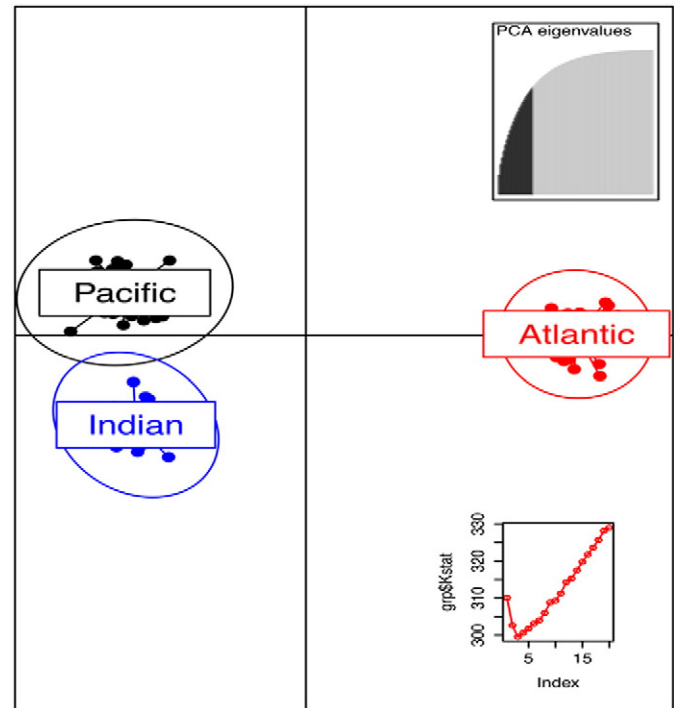 PCA eigenvalues
Pacific
Atlantic
Indian
grp$Kstat
330
320
310
300
5
15
Index